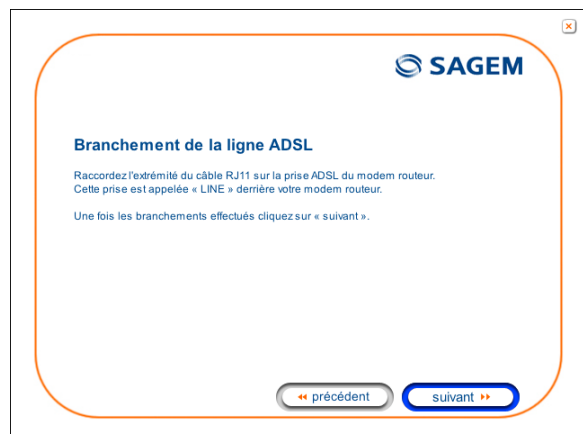 SAGEM
Branchement de la ligne ADSL
Raccordez l'extrémité du câble RJ11 sur la prise ADSL du modem routeur.
Cette prise est appelée « LINE » derrière votre modem routeur.
Une fois les branchements effectués cliquez sur « suivant ».
précédent
suivant